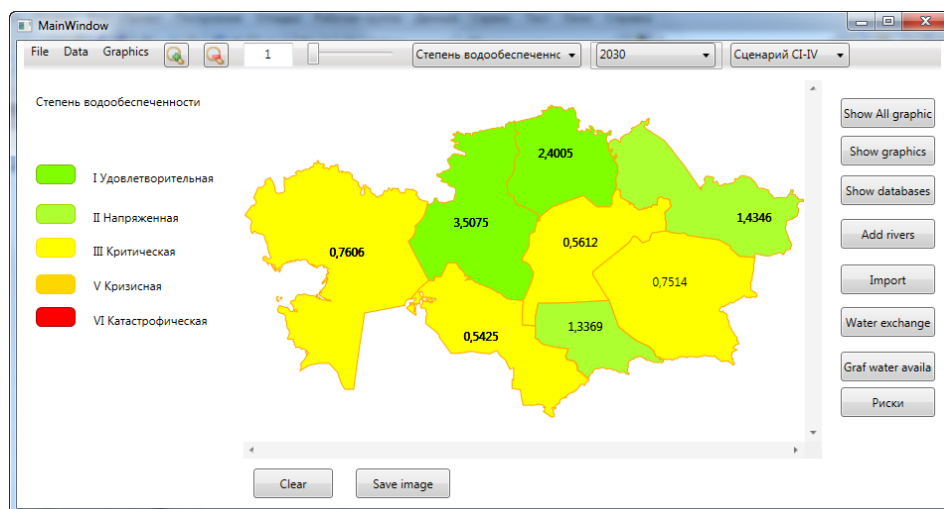 MainWindow
File Data Graphics 1 Степень водообеспеченнс 2030 Сценарий CI-IV
Степень водообеспеченности
I Удовлетворительная
II Напряженная
III Критическая
V Кризисная
VI Катастрофическая
2,4005
3,5075
1,4346
0,7606
0,5612
0,7514
0,5425
1,3369
Show All graphic
Show graphics
Show databases
Add rivers
Import
Water exchange
Graf water availa
Риски
Clear Save image